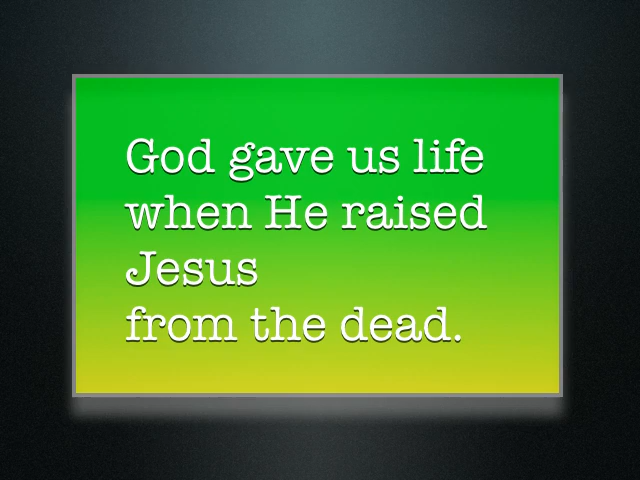 God gave us life
when He raised
Jesus
from the dead.